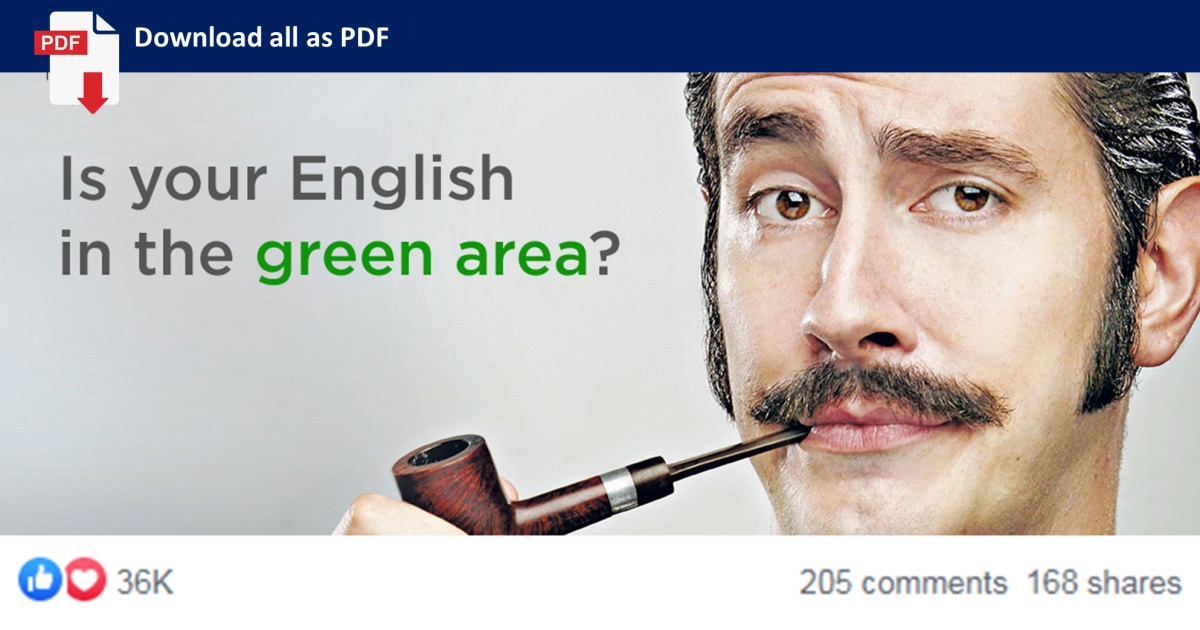 PDF
Download all as PDF
Is your English
in the green area?
36K
205 comments 168 shares